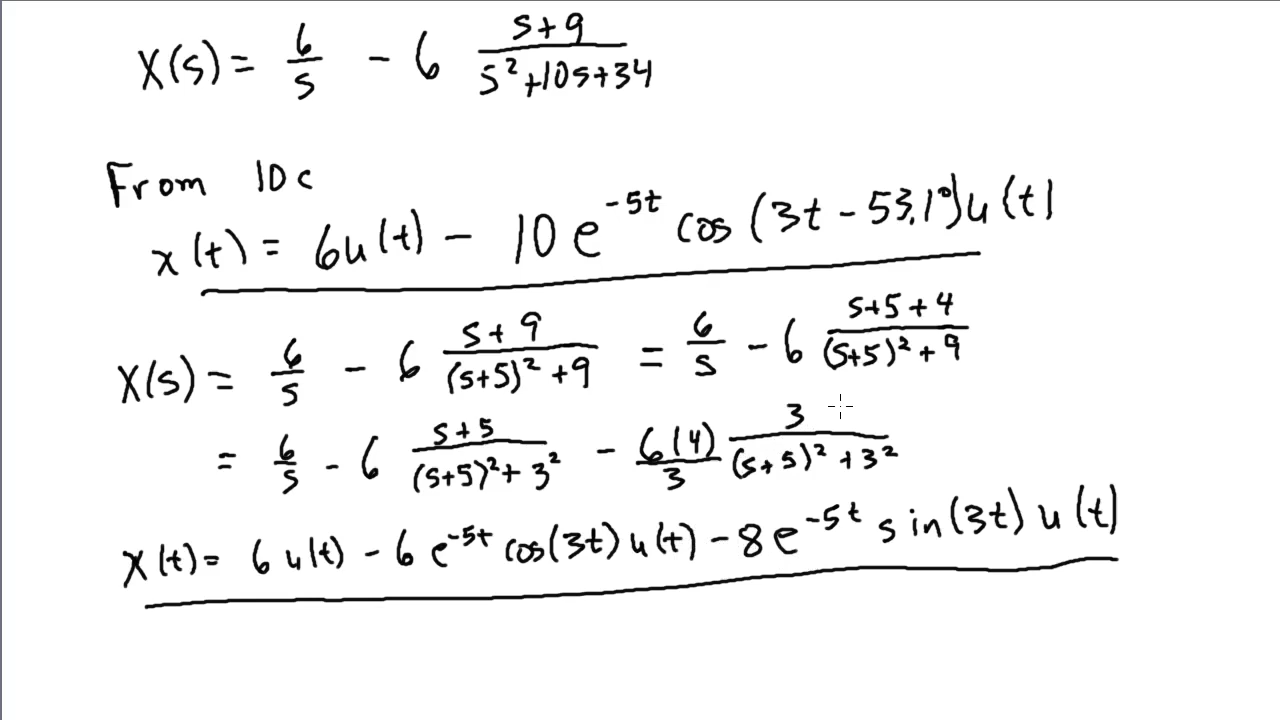 X(s) = 6/s - 6 (s+9)/(s²+10s+34)
From 10c
x(t) = 6u(t) - 10e^{-5t} cos(3t - 53.1°)u(t)
X(s) = 6/s - 6 (s+9)/((s+5)²+9) = 6/s - 6 (s+5+4)/((s+5)²+9)
= 6/s - 6 (s+5)/((s+5)²+3²) - 6(4)/3 3/((s+5)²+3²)
x(t) = 6u(t) - 6e^{-5t} cos(3t)u(t) - 8e^{-5t} sin(3t)u(t)